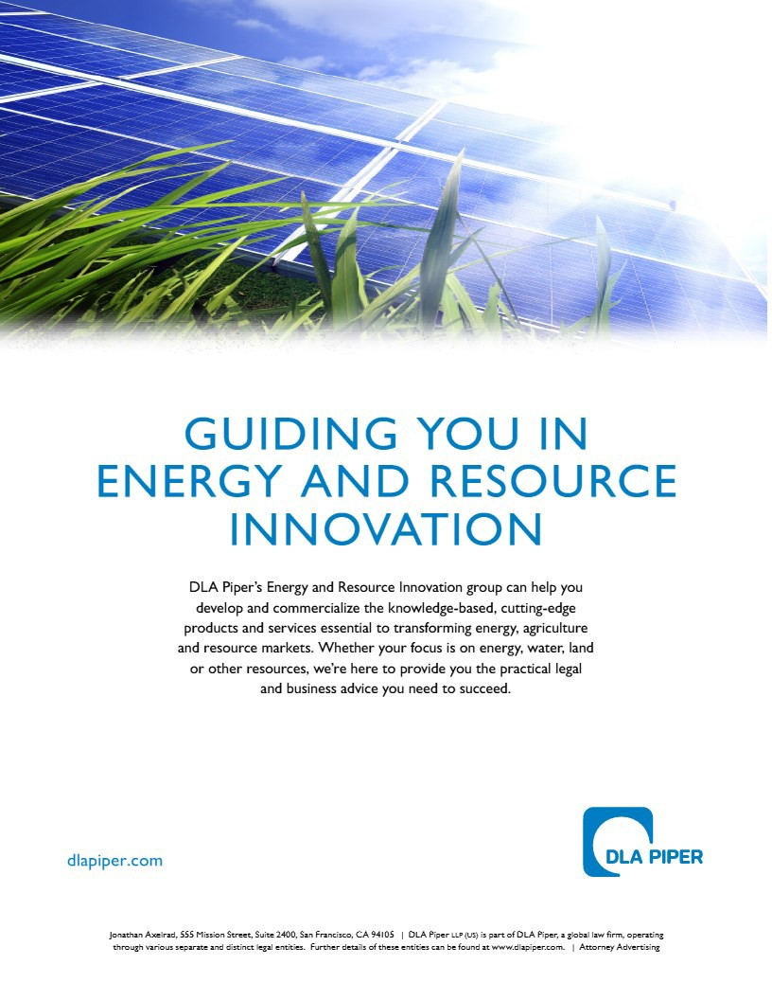 GUIDING YOU IN
ENERGY AND RESOURCE
INNOVATION
DLA Piper’s Energy and Resource Innovation group can help you
develop and commercialize the knowledge-based, cutting-edge
products and services essential to transforming energy, agriculture
and resource markets. Whether your focus is on energy, water, land
or other resources, we’re here to provide you the practical legal
and business advice you need to succeed.
dlapiper.com
DLA PIPER
Jonathan Axelrad, 555 Mission Street, Suite 2400, San Francisco, CA 94105 | DLA Piper LLP (US) is part of DLA Piper, a global law firm, operating
through various separate and distinct legal entities. Further details of these entities can be found at www.dlapiper.com. | Attorney Advertising